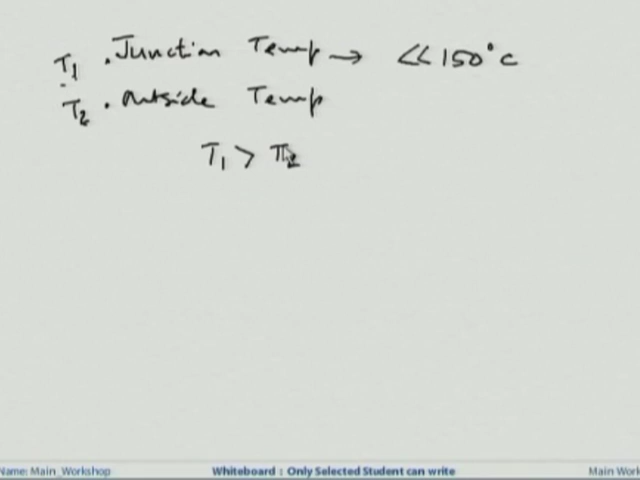 T1 . Junction Temp → << 150°c
T2 . Outside Temp
T1 > T2
Name: Main_Workshop Whiteboard : Only Selected Student can write Main Work